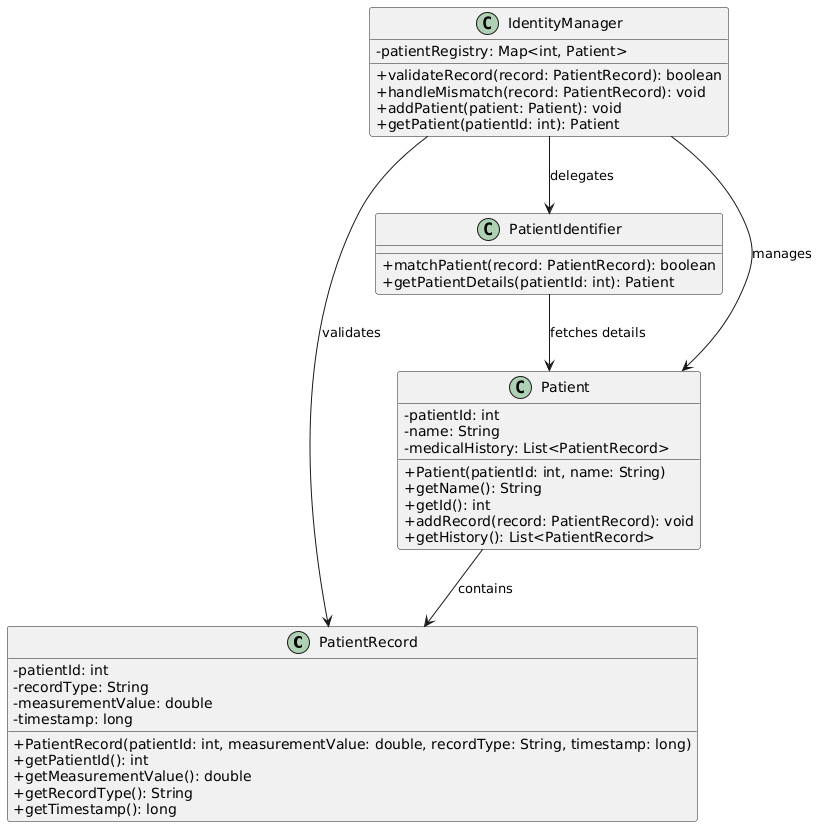 C IdentityManager
-patientRegistry: Map<int, Patient>
+validateRecord(record: PatientRecord): boolean
+handleMismatch(record: PatientRecord): void
+addPatient(patient: Patient): void
+getPatient(patientId: int): Patient
delegates
C PatientIdentifier
+matchPatient(record: PatientRecord): boolean
+getPatientDetails(patientId: int): Patient
manages
validates
fetches details
C Patient
-patientId: int
-name: String
-medicalHistory: List<PatientRecord>
+Patient(patientId: int, name: String)
+getName(): String
+getId(): int
+addRecord(record: PatientRecord): void
+getHistory(): List<PatientRecord>
contains
C PatientRecord
-patientId: int
-recordType: String
-measurementValue: double
-timestamp: long
+PatientRecord(patientId: int, measurementValue: double, recordType: String, timestamp: long)
+getPatientId(): int
+getMeasurementValue(): double
+getRecordType(): String
+getTimestamp(): long